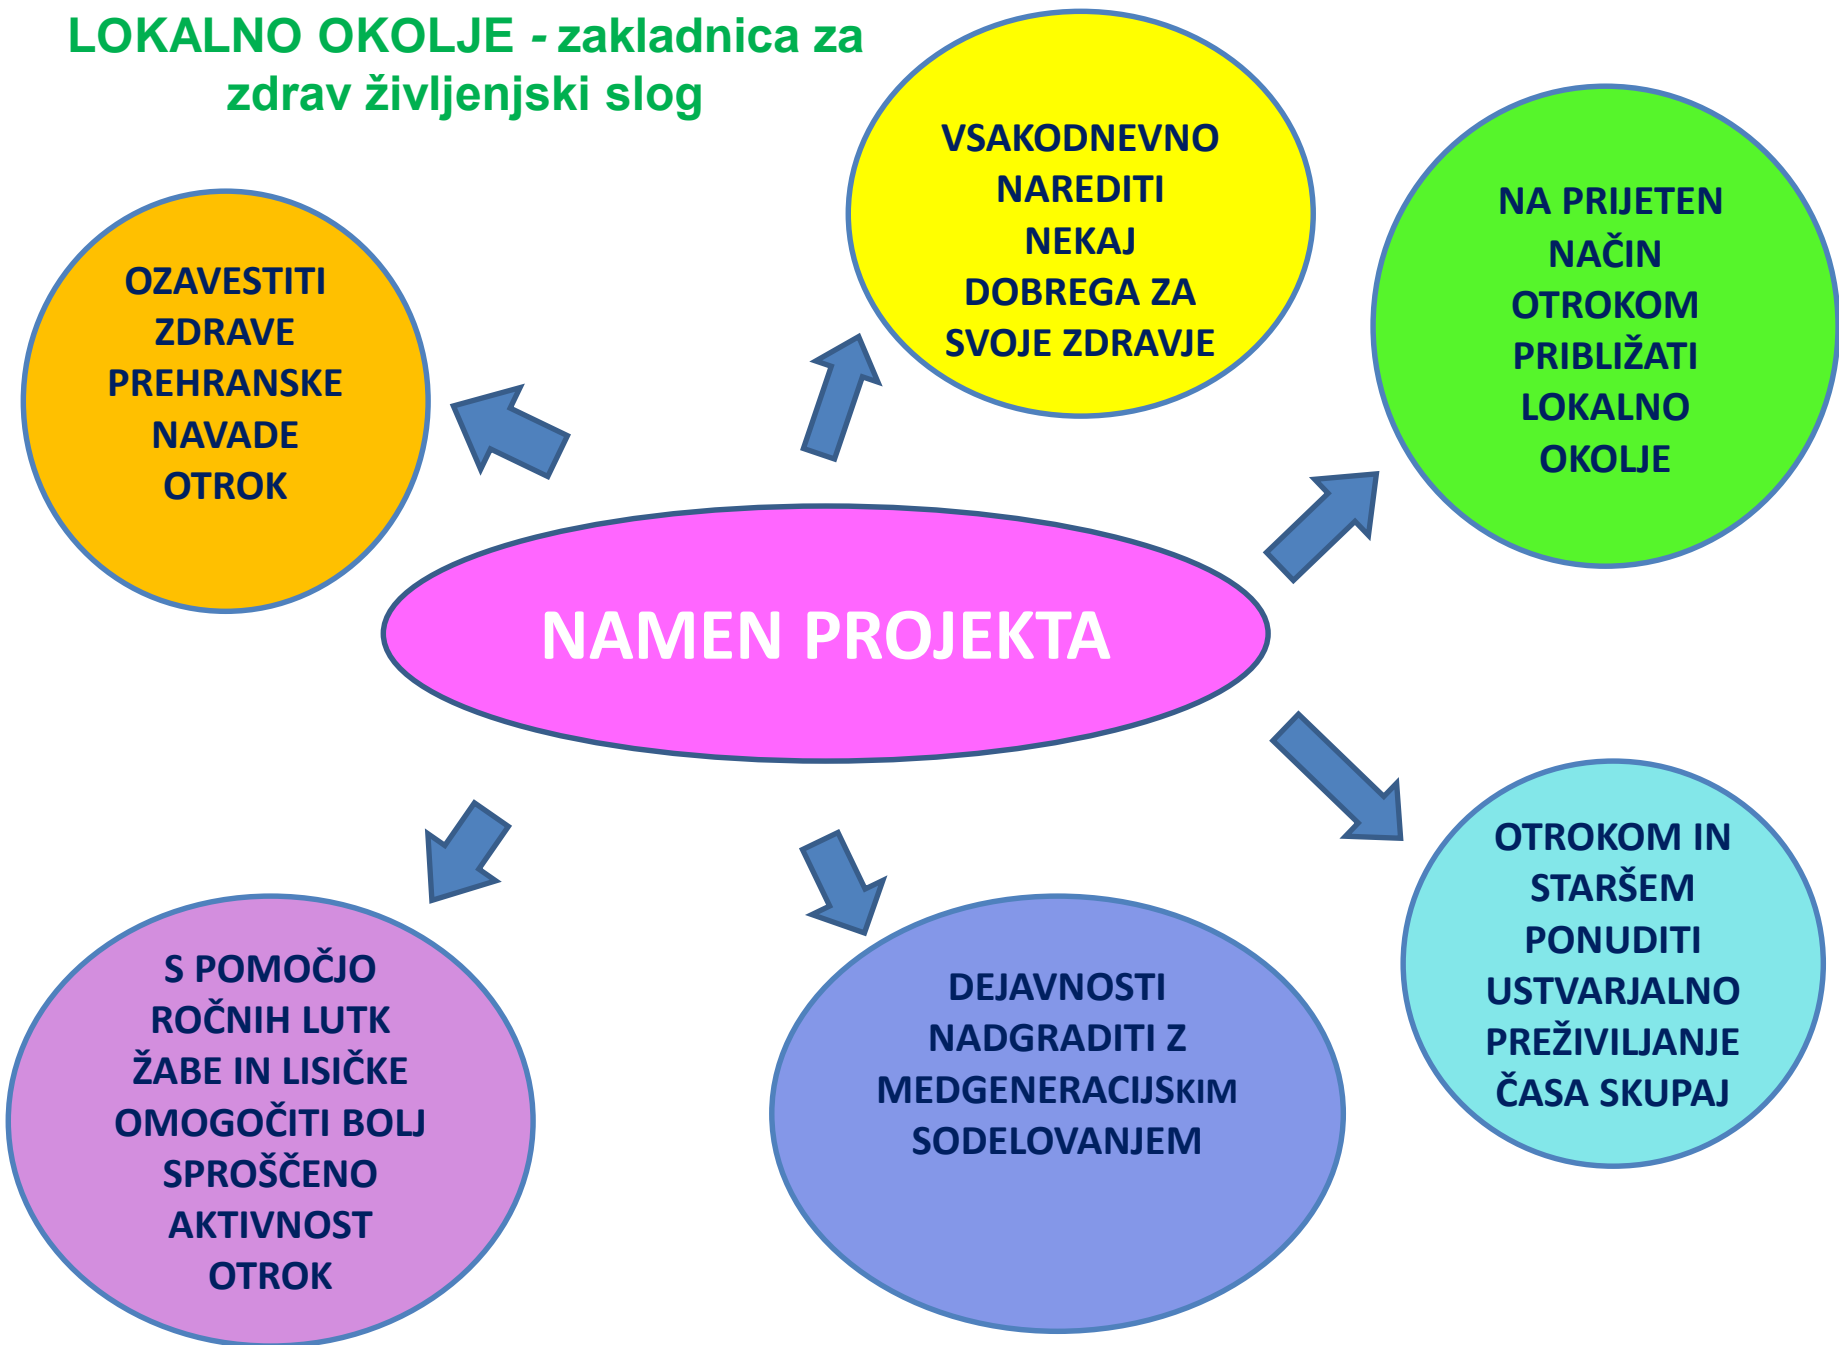 LOKALNO OKOLJE - zakladnica za
zdrav življenjski slog
OZAVESTITI
ZDRAVE
PREHRANSKE
NAVADE
OTROK
VSAKODNEVNO
NAREDITI
NEKAJ
DOBREGA ZA
SVOJE ZDRAVJE
NA PRIJETEN
NAČIN
OTROKOM
PRIBLIŽATI
LOKALNO
OKOLJE
NAMEN PROJEKTA
S POMOČJO
ROČNIH LUTK
ŽABE IN LISIČKE
OMOGOČITI BOLJ
SPROŠČENO
AKTIVNOST
OTROK
DEJAVNOSTI
NADGRADITI Z
MEDGENERACIJSKIM
SODELOVANJEM
OTROKOM IN
STARŠEM
PONUDITI
USTVARJALNO
PREŽIVILJANJE
ČASA SKUPAJ